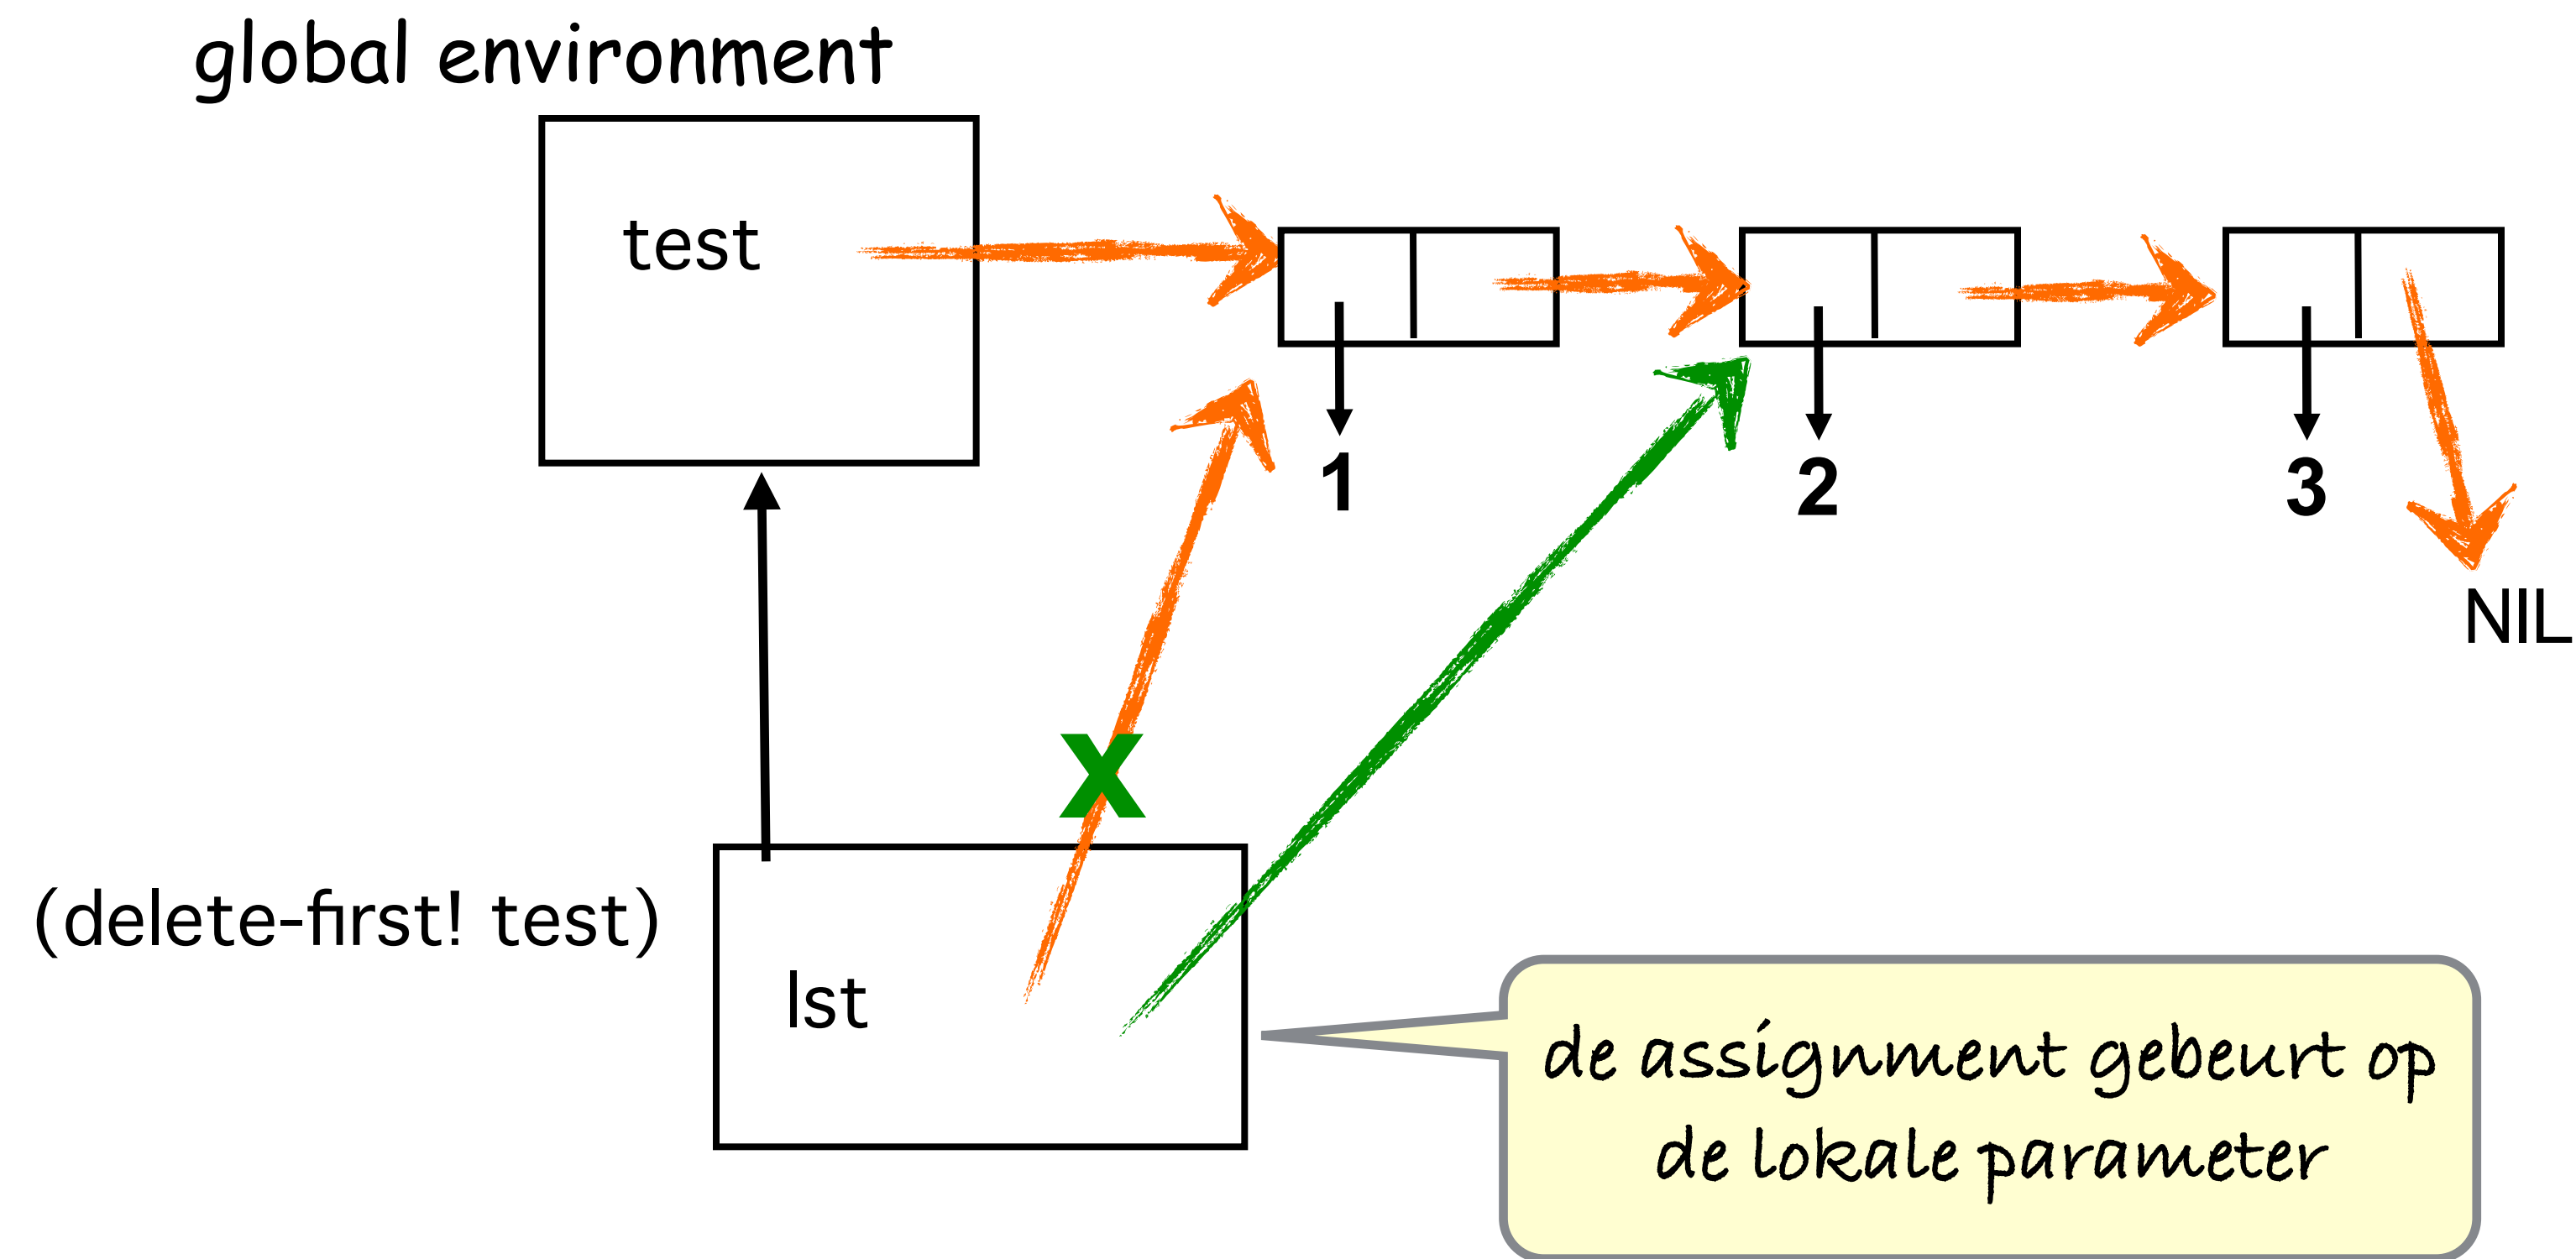 global environment
test
1
2
3
NIL
(delete-first! test)
X
lst
de assignment gebeurt op
de lokale parameter